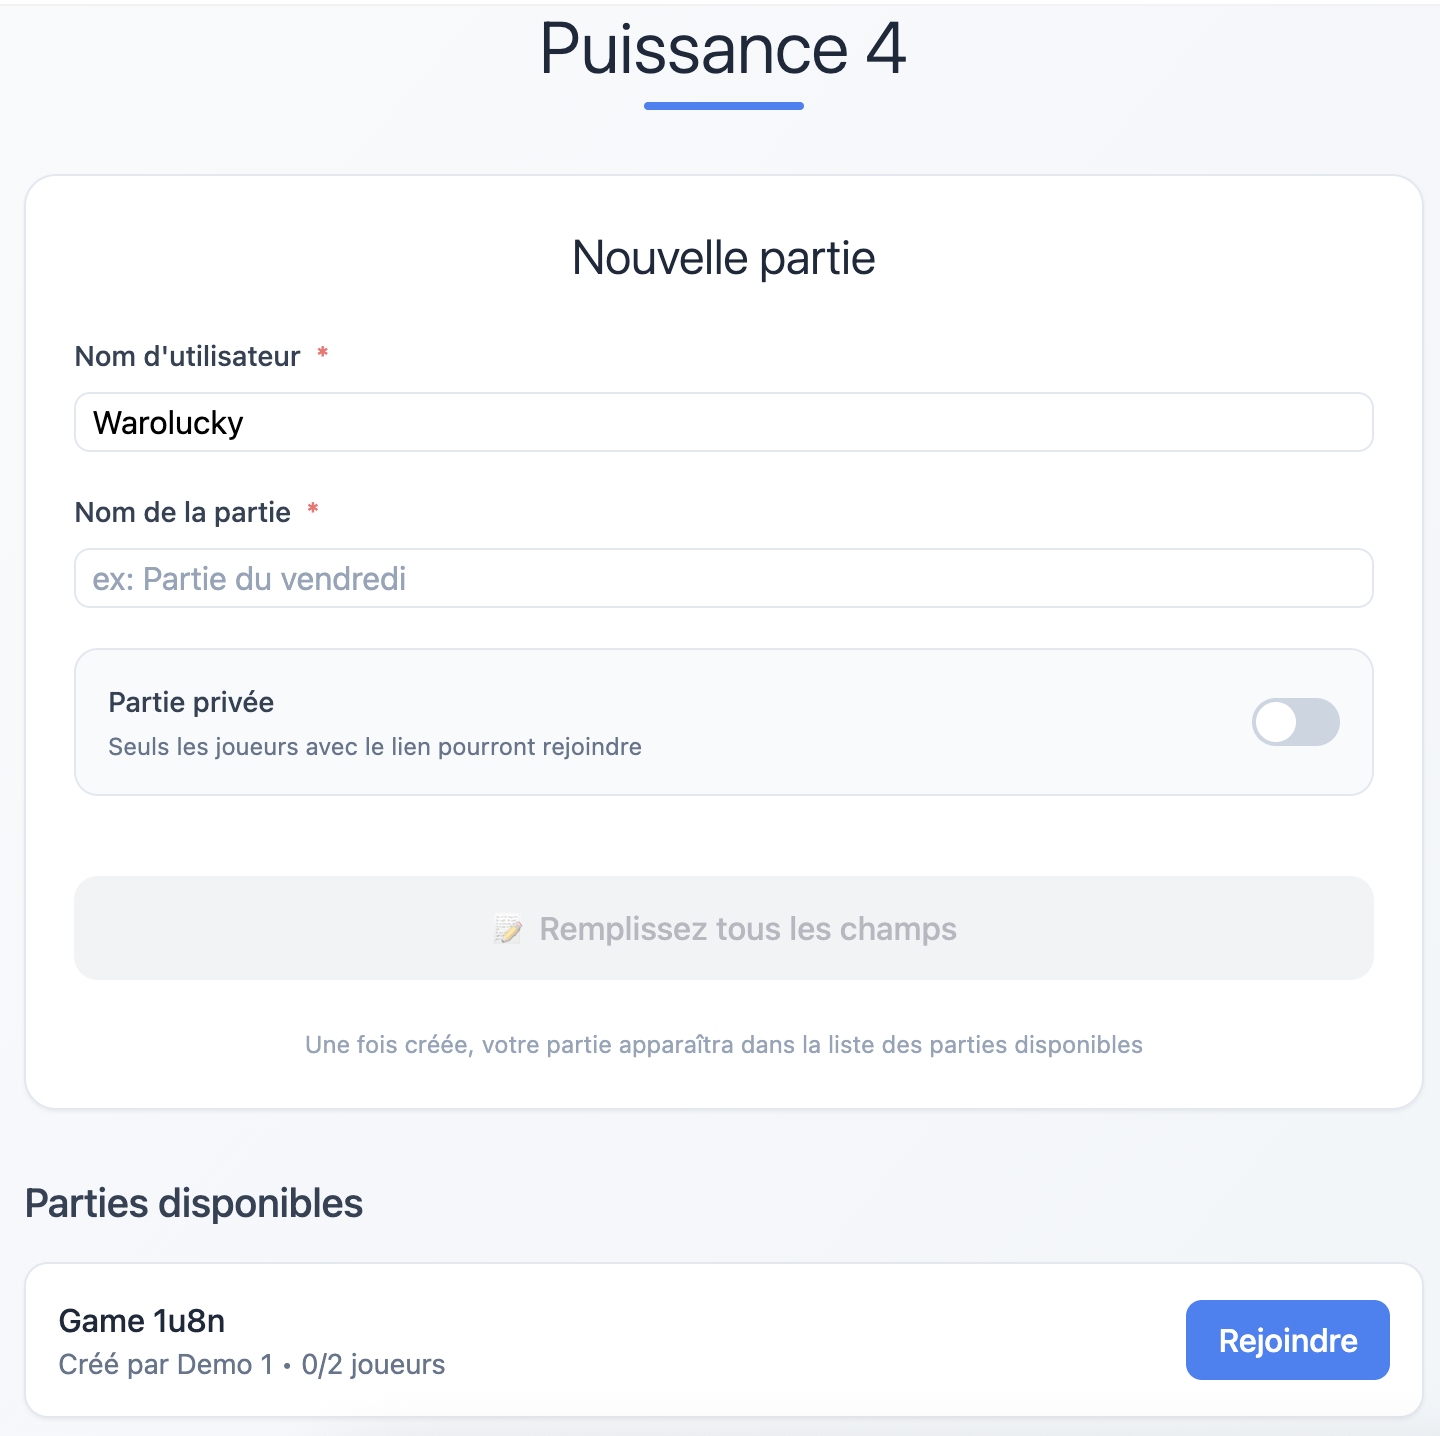 Puissance 4
Nouvelle partie
Nom d'utilisateur *
Warolucky
Nom de la partie *
ex: Partie du vendredi
Partie privée
Seuls les joueurs avec le lien pourront rejoindre
📝 Remplissez tous les champs
Une fois créée, votre partie apparaîtra dans la liste des parties disponibles
Parties disponibles
Game 1u8n
Créé par Demo 1 • 0/2 joueurs
Rejoindre